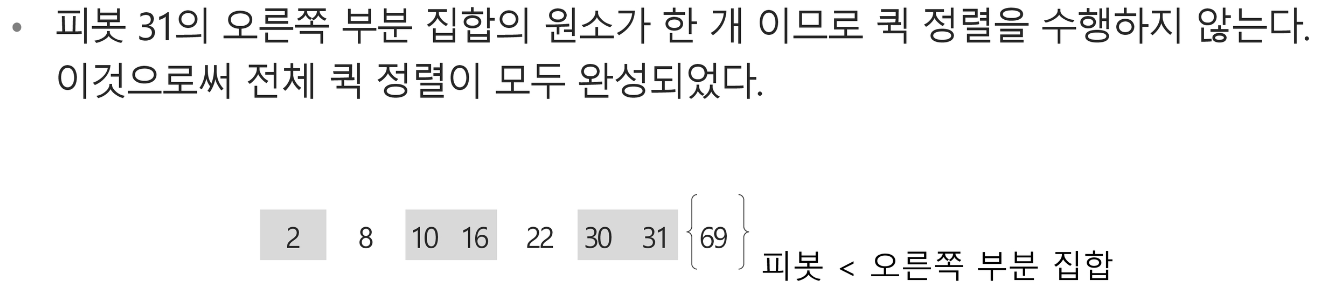 • 피봇 31의 오른쪽 부분 집합의 원소가 한 개 이므로 퀵 정렬을 수행하지 않는다.
이것으로써 전체 퀵 정렬이 모두 완성되었다.
2 8 10 16 22 30 31 {69}
피봇 < 오른쪽 부분 집합